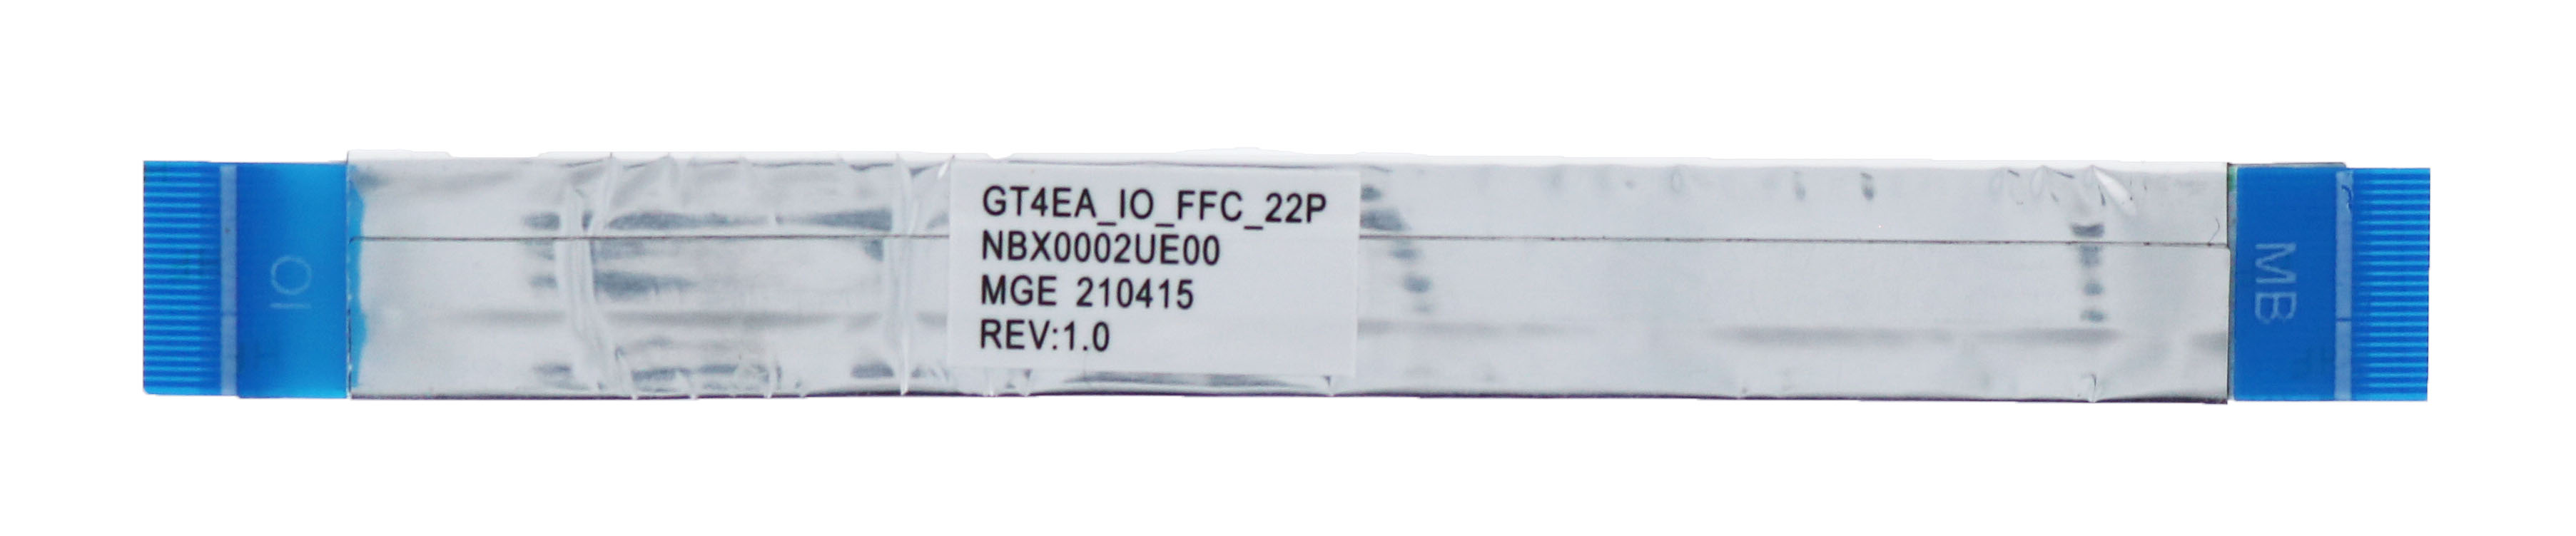 IO
GT4EA_IO_FFC_22P
NBX0002UE00
MGE 210415
REV:1.0
MB